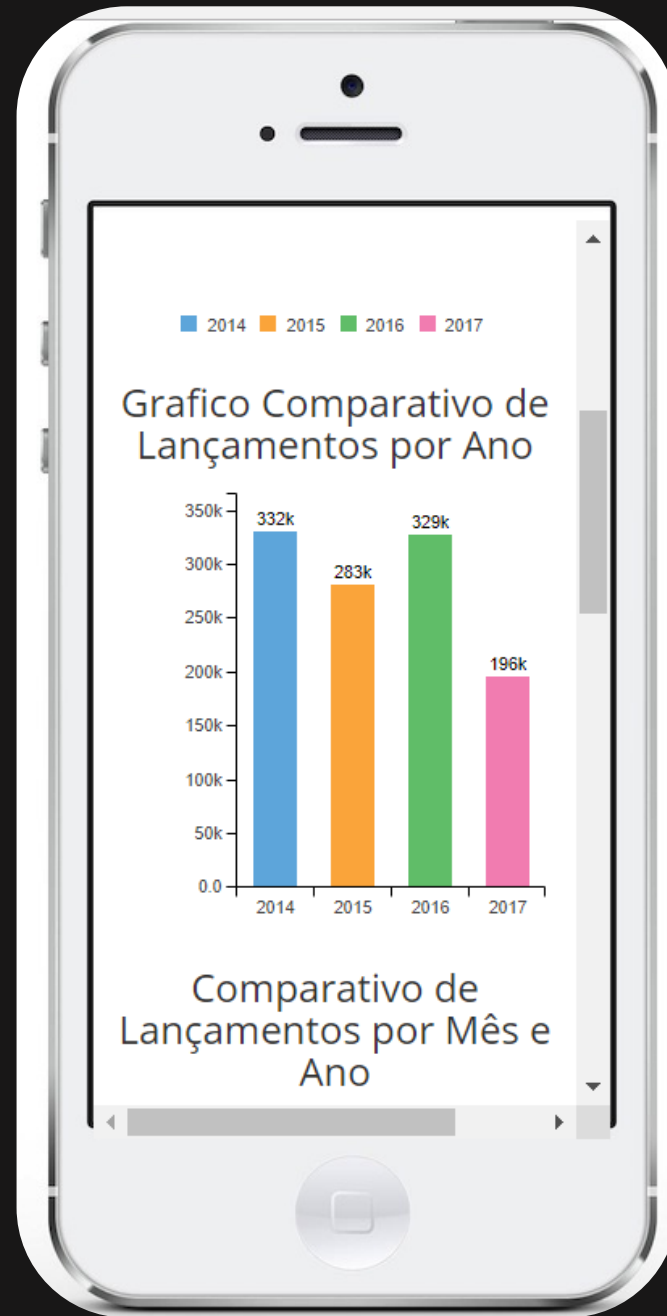 2014 2015 2016 2017
Grafico Comparativo de
Lançamentos por Ano
350k
300k
250k
200k
150k
100k
50k
0.0
332k
283k
329k
196k
2014 2015 2016 2017
Comparativo de
Lançamentos por Mês e
Ano